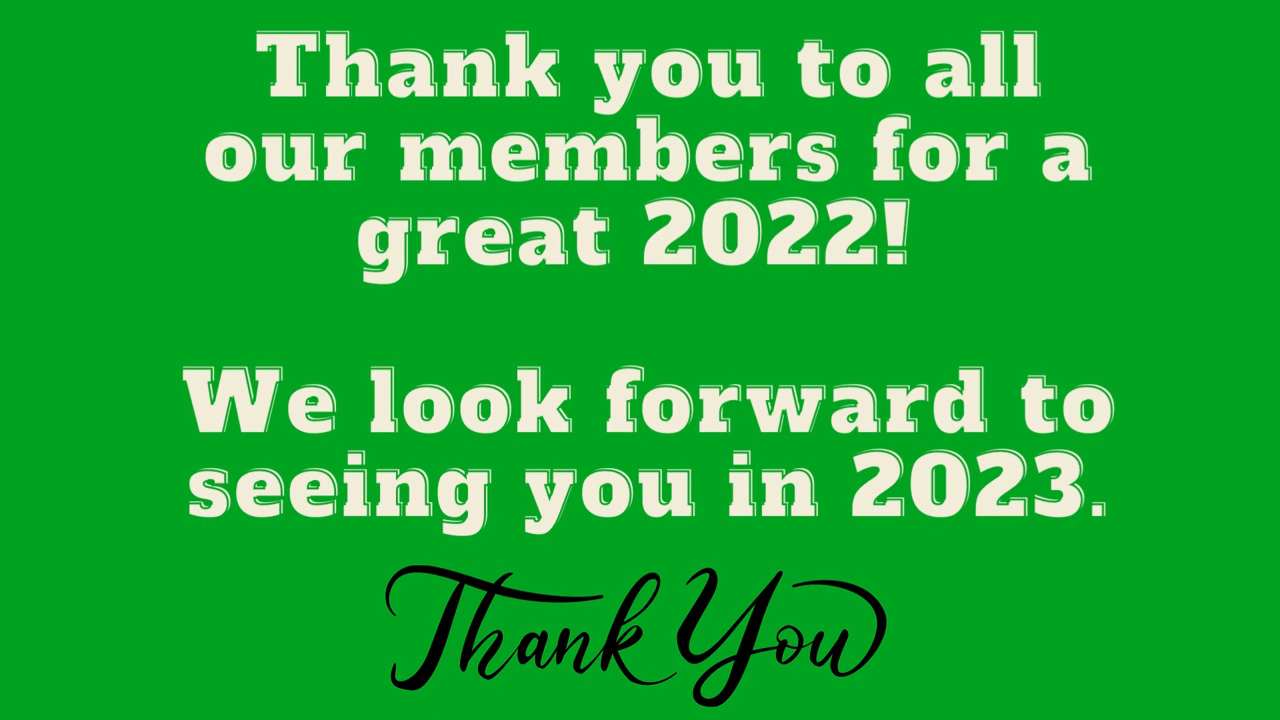 Thank you to all
our members for a
great 2022!
We look forward to
seeing you in 2023.
Thank You